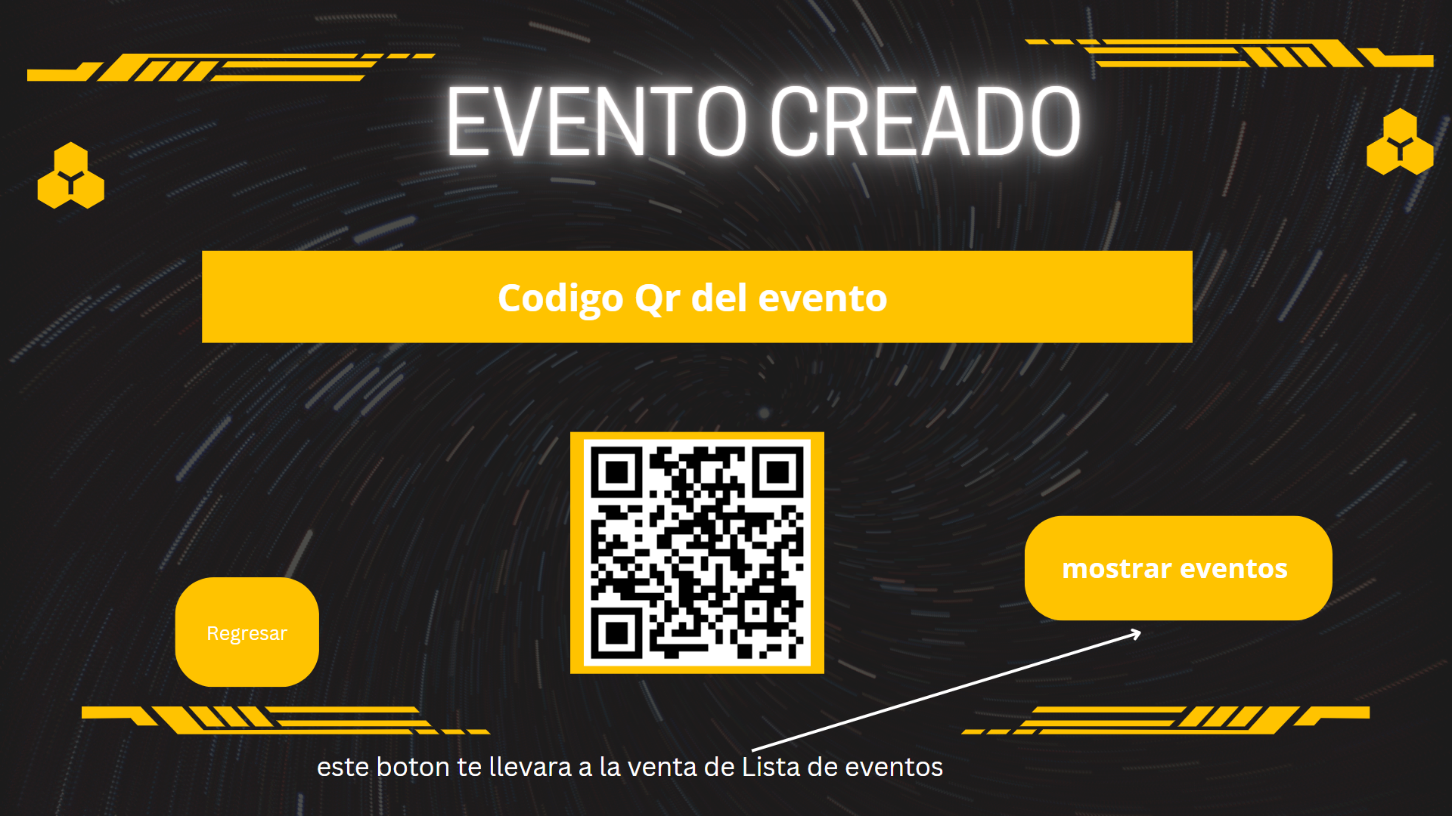 EVENTO CREADO
Codigo Qr del evento
mostrar eventos
Regresar
este boton te llevara a la venta de Lista de eventos